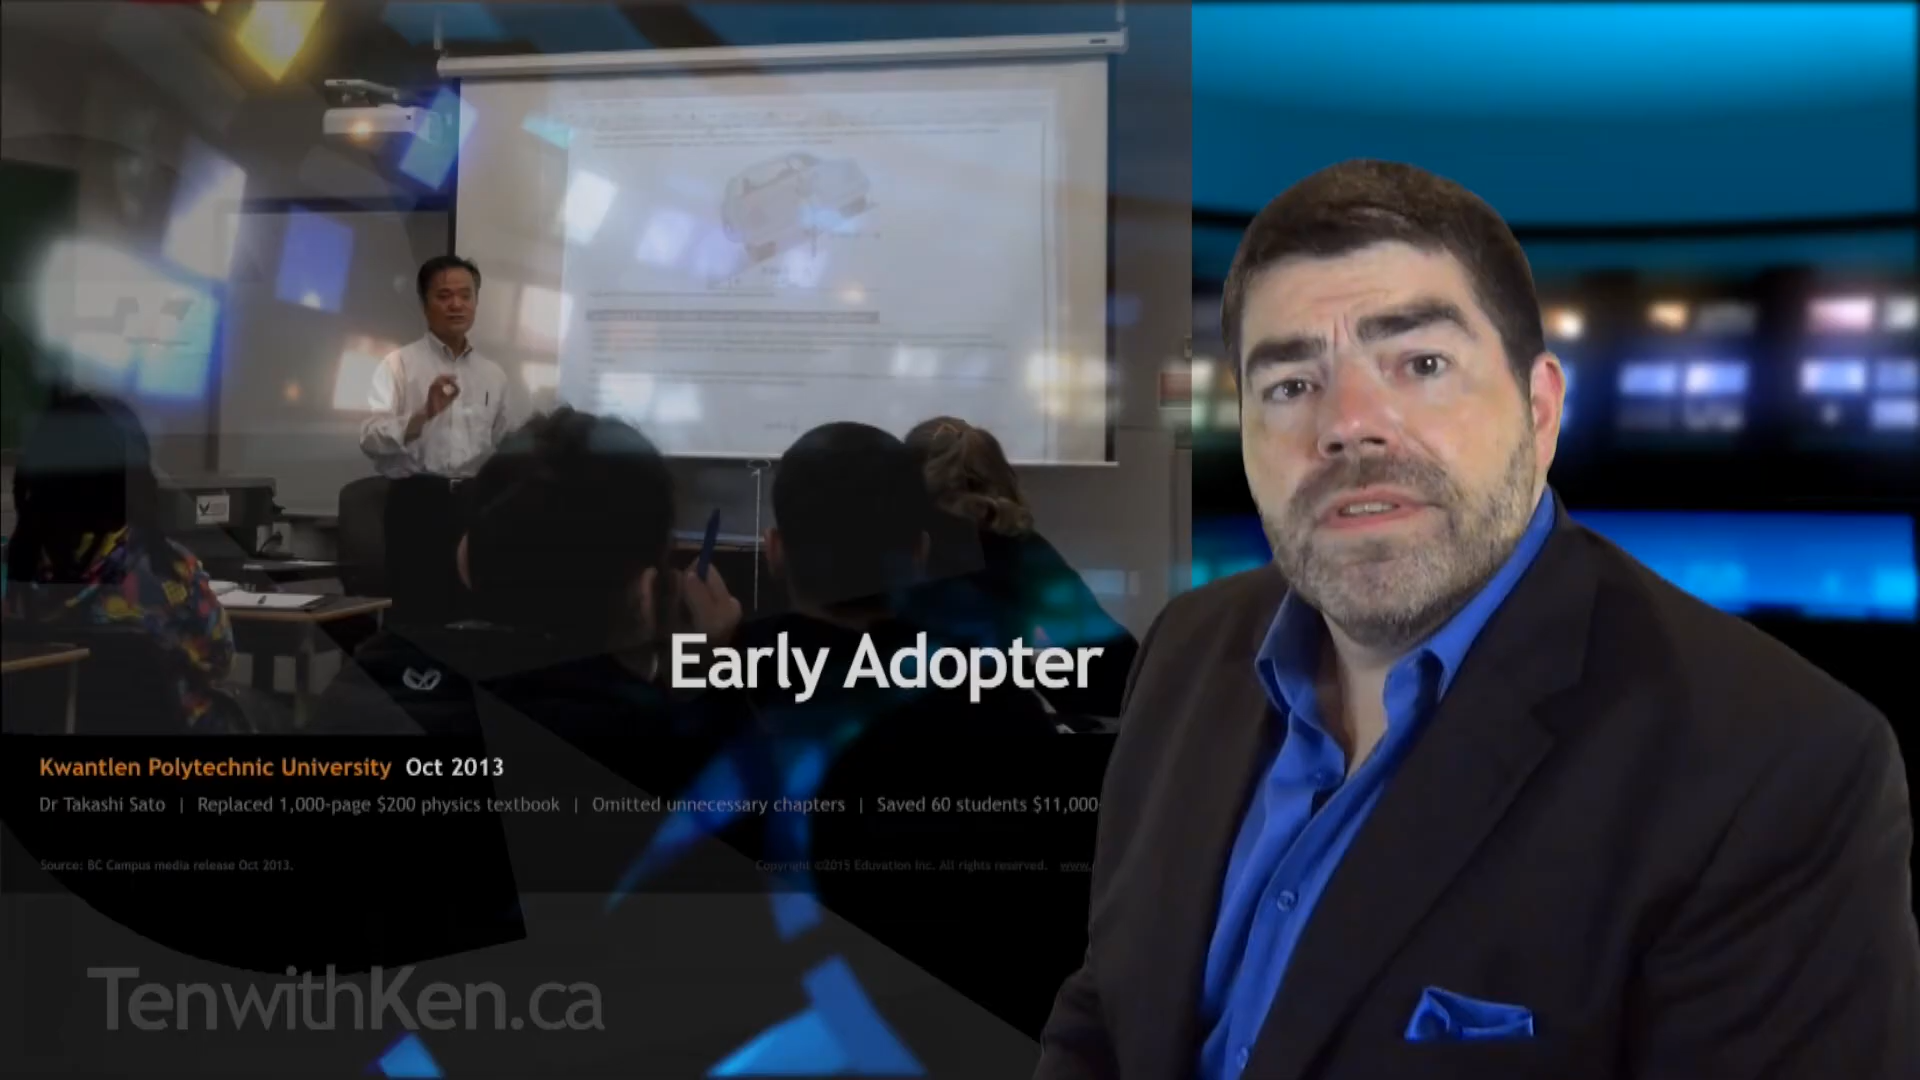 Early Adopter
Kwantlen Polytechnic University Oct 2013
Dr Takashi Sato | Replaced 1,000-page $200 physics textbook | Omitted unnecessary chapters | Saved 60 students $11,000
Source: BC Campus media release Oct 2013.
Copyright ©2015 Eduvation Inc. All rights reserved. www.
TenwithKen.ca